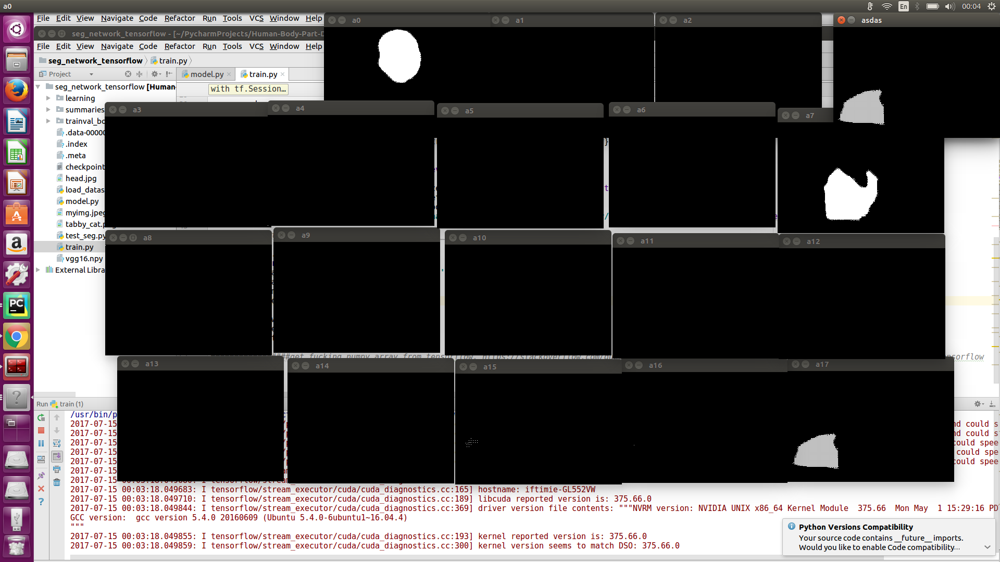 a0
En
00:04
File Edit View Navigate Code Refactor Run Tools VCS Window Help
a0
a1
a2
asdas
seg_network_tensorflow - [~/PycharmProjects/Human-Body-Part-D
File Edit View Navigate Code Refactor Run Tools VCS Window Help
seg_network_tensorflow
train.py
Project
model.py
train.py
seg_network_tensorflow [Human-
with tf.Session…
learning
summaries
trainval_bo
.data-00000
.index
.meta
checkpoint
head.jpg
load_datas
model.py
myimg.jpeg
tabby_cat.p
test_seg.py
train.py
vgg16.npy
External Libra
a3
a4
a5
a6
a7
a8
a9
a10
a11
a12
####get fucking numpy array from tensorflow. https://stackoverflow.com/qu
nsorflow
a13
a14
a15
a16
a17
Run train (1)
/usr/bin/p
2017-07-15
nd could s
2017-07-15
nd could s
2017-07-15
could spee
2017-07-15
could spee
2017-07-15
could spee
2017-07-15
2017-07-15 00:03:18.049683: I tensorflow/stream_executor/cuda/cuda_diagnostics.cc:165] hostname: iftimie-GL552VW
2017-07-15 00:03:18.049710: I tensorflow/stream_executor/cuda/cuda_diagnostics.cc:189] libcuda reported version is: 375.66.0
2017-07-15 00:03:18.049844: I tensorflow/stream_executor/cuda/cuda_diagnostics.cc:369] driver version file contents: """NVRM version: NVIDIA UNIX x86_64 Kernel Module  375.66  Mon May  1 15:29:16 PD
GCC version:  gcc version 5.4.0 20160609 (Ubuntu 5.4.0-6ubuntu1~16.04.4)
"""
2017-07-15 00:03:18.049855: I tensorflow/stream_executor/cuda/cuda_diagnostics.cc:193] kernel reported version is: 375.66.0
2017-07-15 00:03:18.049859: I tensorflow/stream_executor/cuda/cuda_diagnostics.cc:300] kernel version seems to match DSO: 375.66.0
Python Versions Compatibility
Your source code contains __future__ imports.
Would you like to enable Code compatibility...